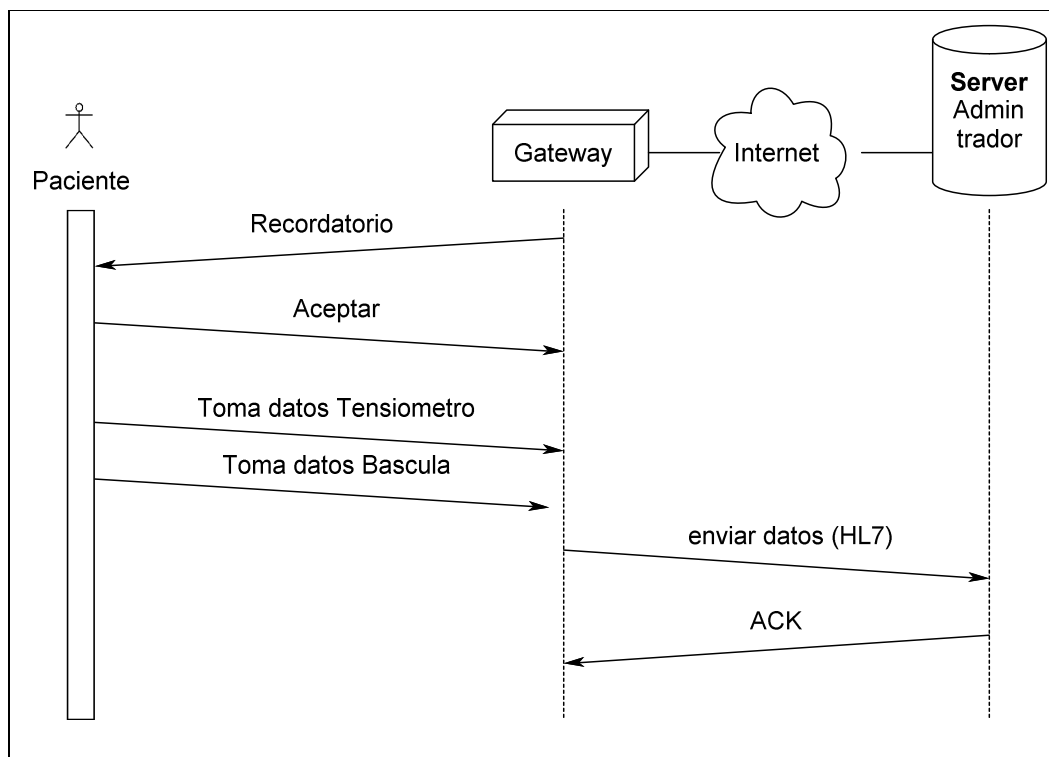 Server
Admin
trador
Gateway
Internet
Paciente
Recordatorio
Aceptar
Toma datos Tensiometro
Toma datos Bascula
enviar datos (HL7)
ACK